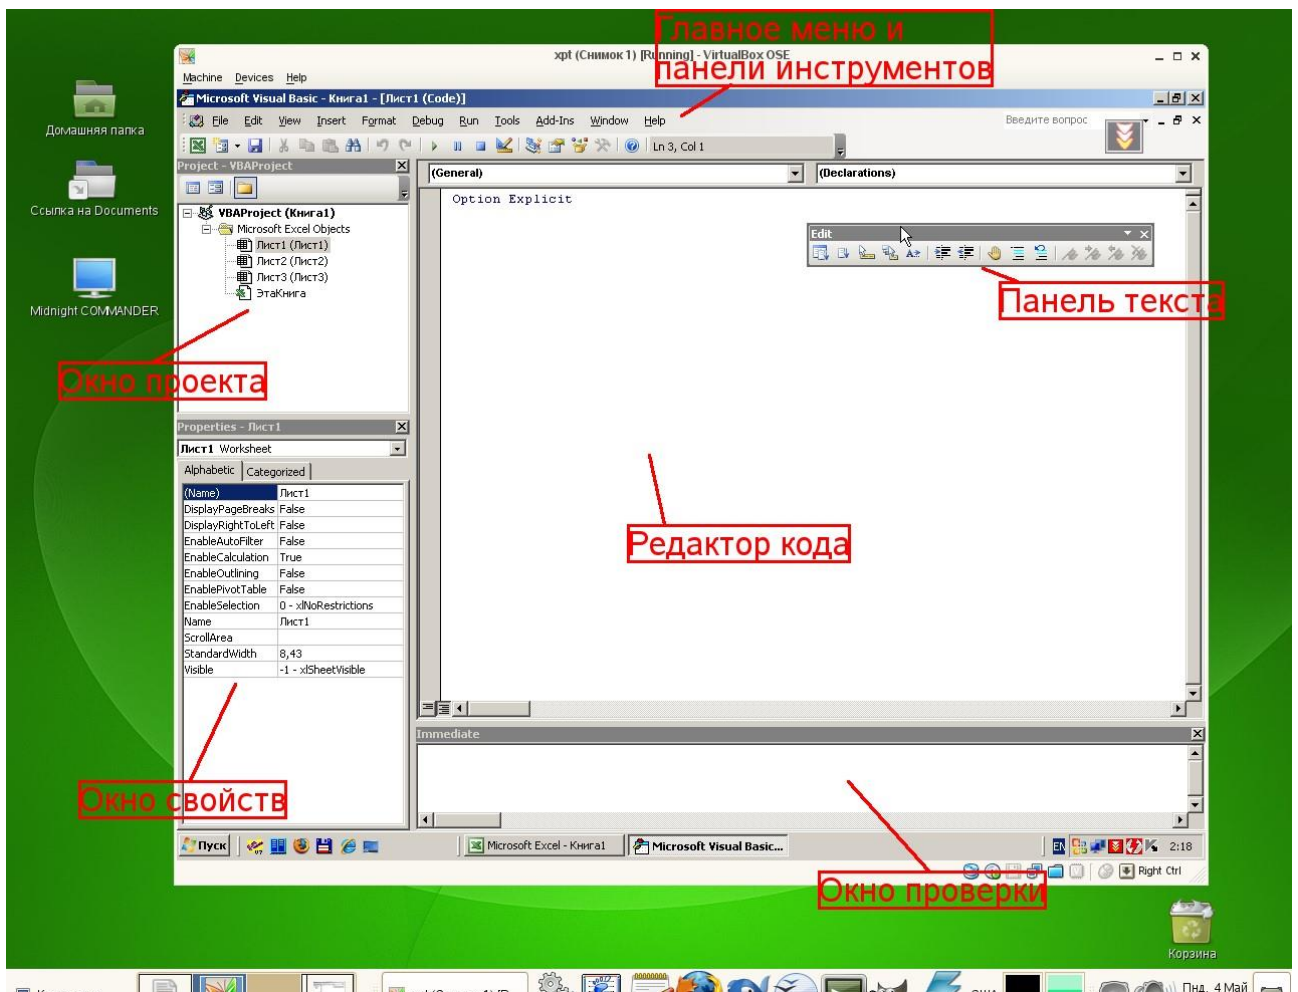 Главное меню и
панели инструментов
xpt (Снимок 1) [Running] - VirtualBox OSE
Machine Devices Help
Microsoft Visual Basic - Книга1 - [Лист1 (Code)]
File Edit View Insert Format Debug Run Tools Add-Ins Window Help
Введите вопрос
Ln 3, Col 1
Project - VBAProject
VBAProject (Книга1)
Microsoft Excel Objects
Лист1 (Лист1)
Лист2 (Лист2)
Лист3 (Лист3)
ЭтаКнига
Окно проекта
(General)
(Declarations)
Option Explicit
Edit
Панель текста
Редактор кода
Properties - Лист1
Лист1 Worksheet
Alphabetic Categorized
(Name) Лист1
DisplayPageBreaks False
DisplayRightToLeft False
EnableAutoFilter False
EnableCalculation True
EnableOutlining False
EnablePivotTable False
EnableSelection 0 - xlNoRestrictions
Name Лист1
ScrollArea
StandardWidth 8,43
Visible -1 - xlSheetVisible
Окно свойств
Immediate
Окно проверки
Пуск
Microsoft Excel - Книга1
Microsoft Visual Basic...
EN
2:18
Right Ctrl
Домашняя папка
Ссылка на Documents
Midnight COMMANDER
Корзина
Пнд, 4 Май